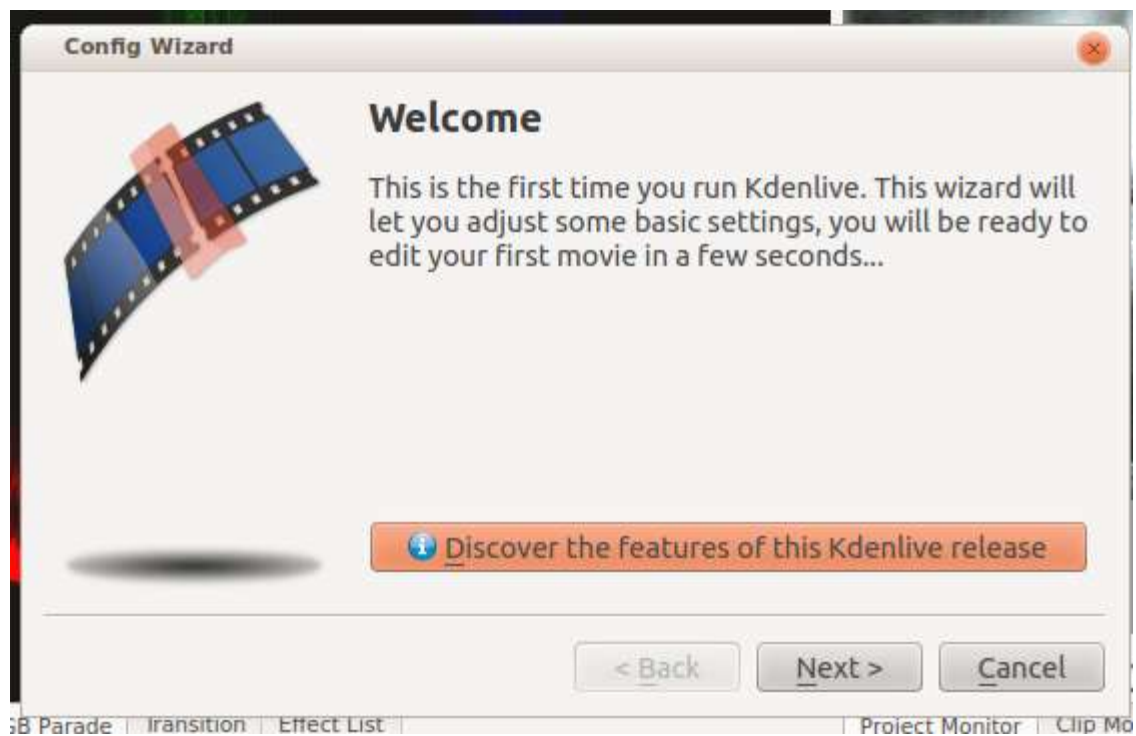 Config Wizard
Welcome
This is the first time you run Kdenlive. This wizard will
let you adjust some basic settings, you will be ready to
edit your first movie in a few seconds...
Discover the features of this Kdenlive release
< Back Next > Cancel
Parade Transition Effect List Project Monitor Clip